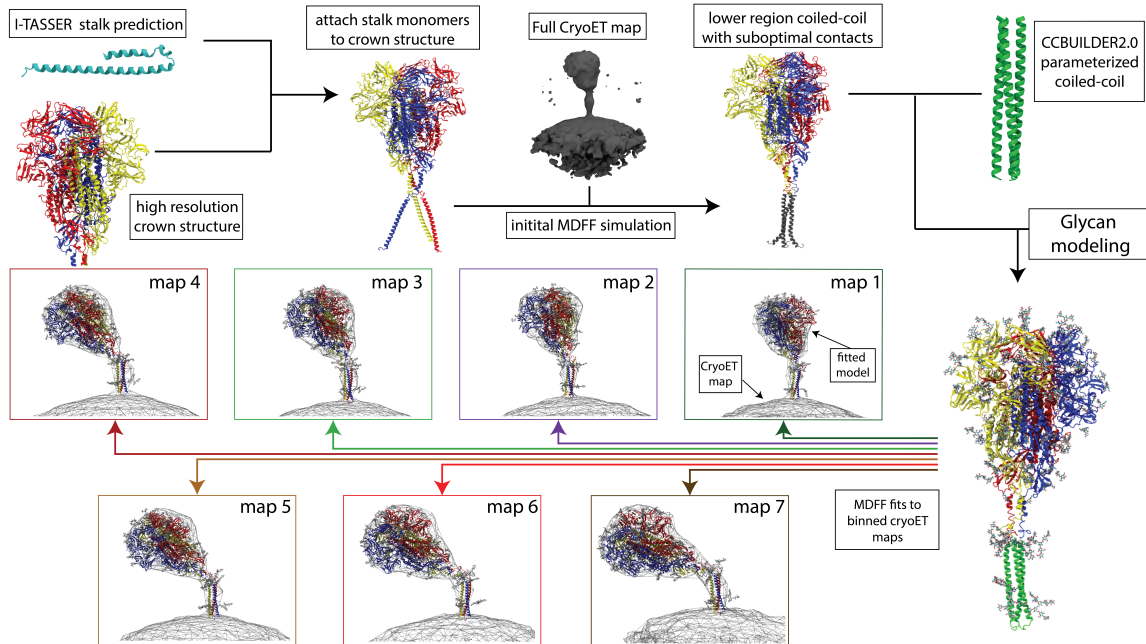 I-TASSER stalk prediction
attach stalk monomers
to crown structure
Full CryoET map
lower region coiled-coil
with suboptimal contacts
CCBUILDER2.0
parameterized
coiled-coil
high resolution
crown structure
initital MDFF simulation
Glycan
modeling
map 4
map 3
map 2
map 1
CryoET
map
fitted
model
map 5
map 6
map 7
MDFF fits to
binned cryoET
maps